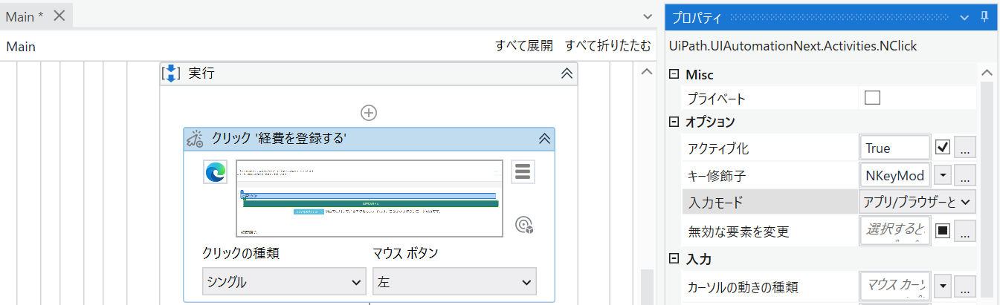 Main *
プロパティ
Main
すべて展開 すべて折りたたむ
UiPath.UIAutomationNext.Activities.NClick
実行
Misc
プライベート
オプション
クリック '経費を登録する'
アクティブ化 True ...
キー修飾子 NKeyMod ...
入力モード アプリ/ブラウザーと
無効な要素を変更 選択すると、 ...
クリックの種類 マウス ボタン
入力
シングル 左
カーソルの動きの種類 マウス カーソ ...